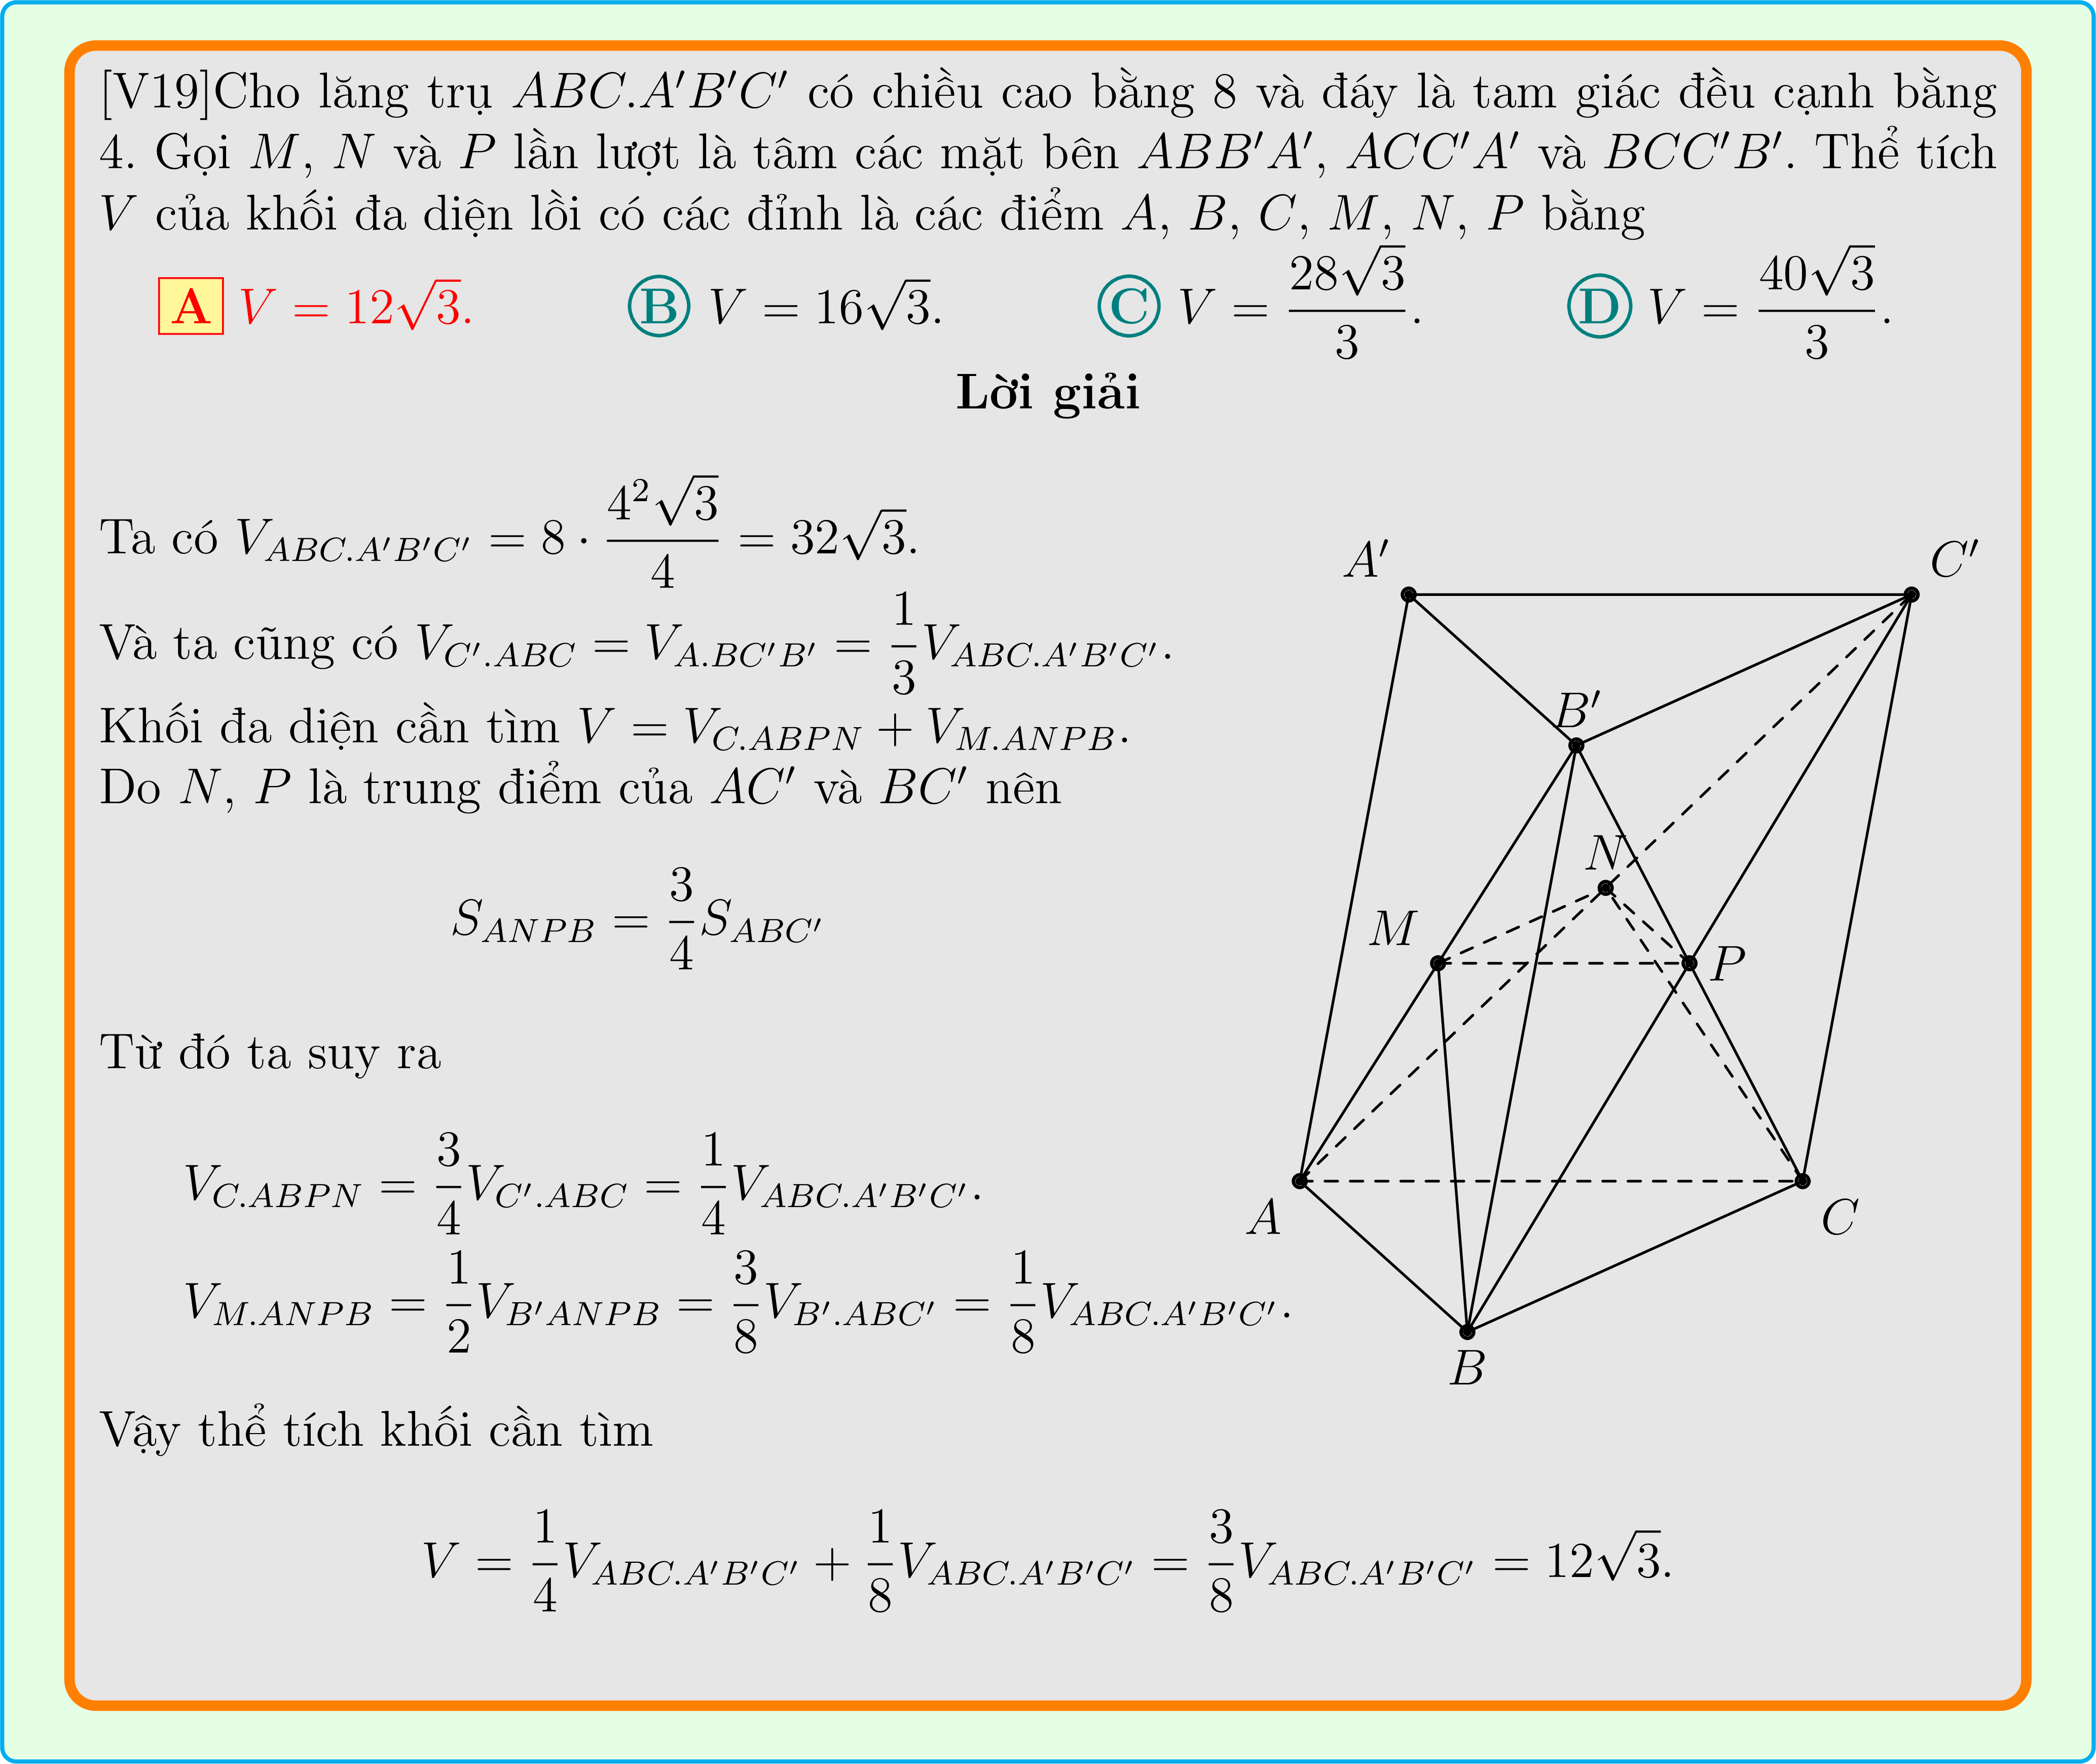 [V19]Cho lăng trụ ABC.A′B′C′ có chiều cao bằng 8 và đáy là tam giác đều cạnh bằng
4. Gọi M, N và P lần lượt là tâm các mặt bên ABB′A′, ACC′A′ và BCC′B′. Thể tích
V của khối đa diện lồi có các đỉnh là các điểm A, B, C, M, N, P bằng
A V = 12√3. B V = 16√3. C V = \frac{28√3}{3}. D V = \frac{40√3}{3}.
Lời giải
Ta có V_{ABC.A′B′C′} = 8 · \frac{4^2√3}{4} = 32√3.
Và ta cũng có V_{C′.ABC} = V_{A.BC′B′} = \frac{1}{3}V_{ABC.A′B′C′}.
Khối đa diện cần tìm V = V_{C.ABPN} + V_{M.ANPB}.
Do N, P là trung điểm của AC′ và BC′ nên
S_{ANPB} = \frac{3}{4}S_{ABC′}
Từ đó ta suy ra
V_{C.ABPN} = \frac{3}{4}V_{C′.ABC} = \frac{1}{4}V_{ABC.A′B′C′}.
V_{M.ANPB} = \frac{1}{2}V_{B′ANPB} = \frac{3}{8}V_{B′.ABC′} = \frac{1}{8}V_{ABC.A′B′C′}.
A′
C′
B′
N
M
P
A
C
B
Vậy thể tích khối cần tìm
V = \frac{1}{4}V_{ABC.A′B′C′} + \frac{1}{8}V_{ABC.A′B′C′} = \frac{3}{8}V_{ABC.A′B′C′} = 12√3.